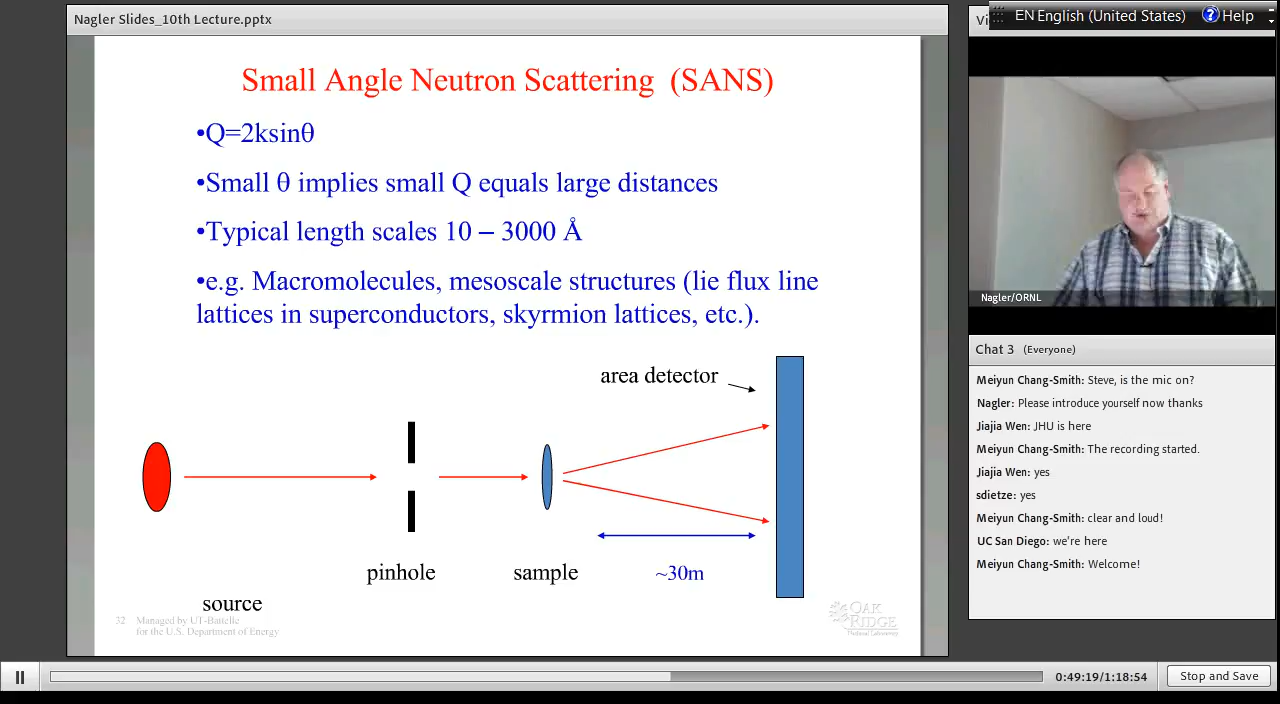 Nagler Slides_10th Lecture.pptx
Vi
EN English (United States)
Help
Small Angle Neutron Scattering (SANS)
•Q=2ksinθ
•Small θ implies small Q equals large distances
•Typical length scales 10 – 3000 Å
•e.g. Macromolecules, mesoscale structures (lie flux line
lattices in superconductors, skyrmion lattices, etc.).
area detector
pinhole
sample
~30m
source
32 Managed by UT-Battelle
for the U.S. Department of Energy
OAK
RIDGE
National Laboratory
Nagler/ORNL
Chat 3 (Everyone)
Meiyun Chang-Smith: Steve, is the mic on?
Nagler: Please introduce yourself now thanks
Jiajia Wen: JHU is here
Meiyun Chang-Smith: The recording started.
Jiajia Wen: yes
sdietze: yes
Meiyun Chang-Smith: clear and loud!
UC San Diego: we're here
Meiyun Chang-Smith: Welcome!
0:49:19/1:18:54
Stop and Save